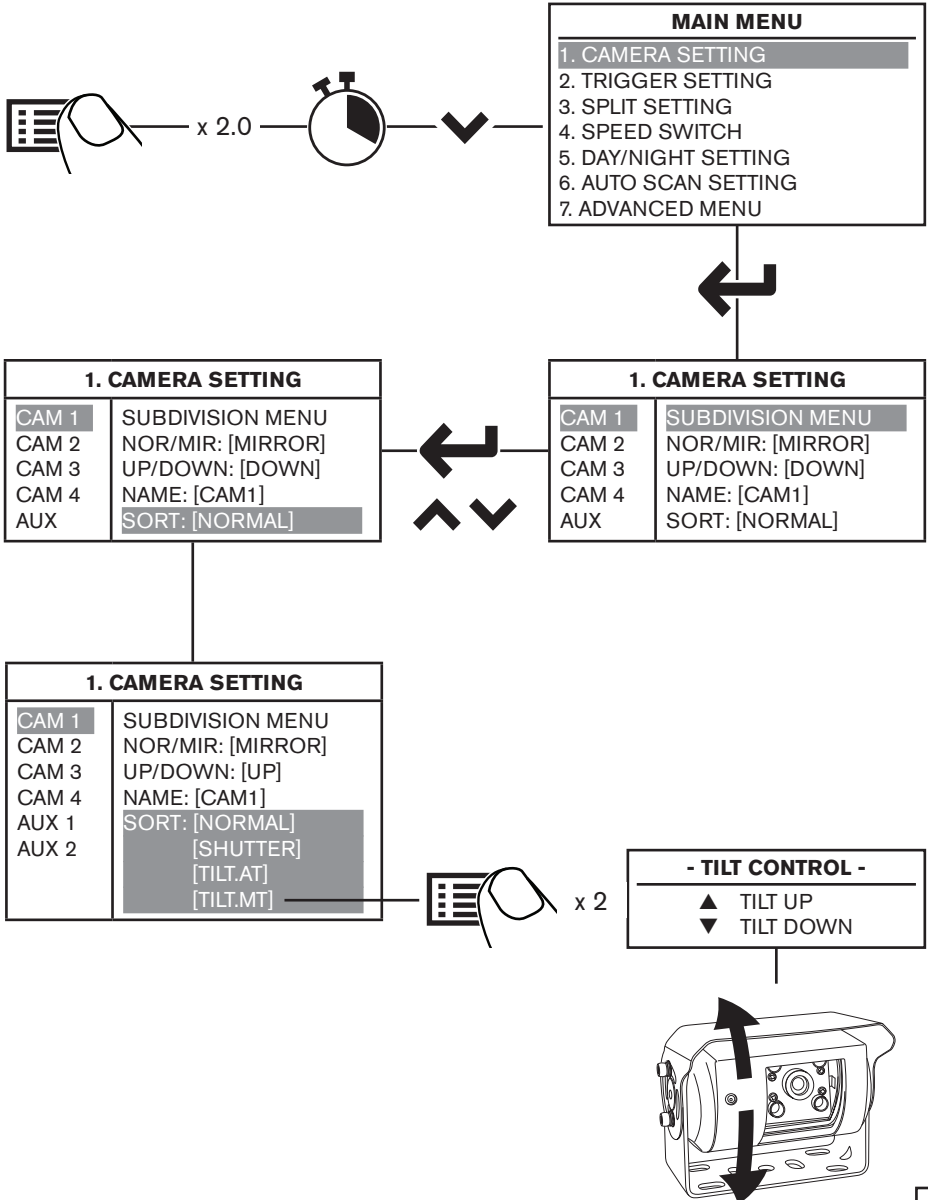 MAIN MENU
1. CAMERA SETTING
2. TRIGGER SETTING
3. SPLIT SETTING
4. SPEED SWITCH
5. DAY/NIGHT SETTING
6. AUTO SCAN SETTING
7. ADVANCED MENU
x 2.0
1. CAMERA SETTING
CAM 1 SUBDIVISION MENU
CAM 2 NOR/MIR: [MIRROR]
CAM 3 UP/DOWN: [DOWN]
CAM 4 NAME: [CAM1]
AUX SORT: [NORMAL]
1. CAMERA SETTING
CAM 1 SUBDIVISION MENU
CAM 2 NOR/MIR: [MIRROR]
CAM 3 UP/DOWN: [DOWN]
CAM 4 NAME: [CAM1]
AUX SORT: [NORMAL]
1. CAMERA SETTING
CAM 1 SUBDIVISION MENU
CAM 2 NOR/MIR: [MIRROR]
CAM 3 UP/DOWN: [UP]
CAM 4 NAME: [CAM1]
AUX 1 SORT: [NORMAL]
AUX 2 [SHUTTER]
[TILT.AT]
[TILT.MT]
x 2
- TILT CONTROL -
▲ TILT UP
▼ TILT DOWN